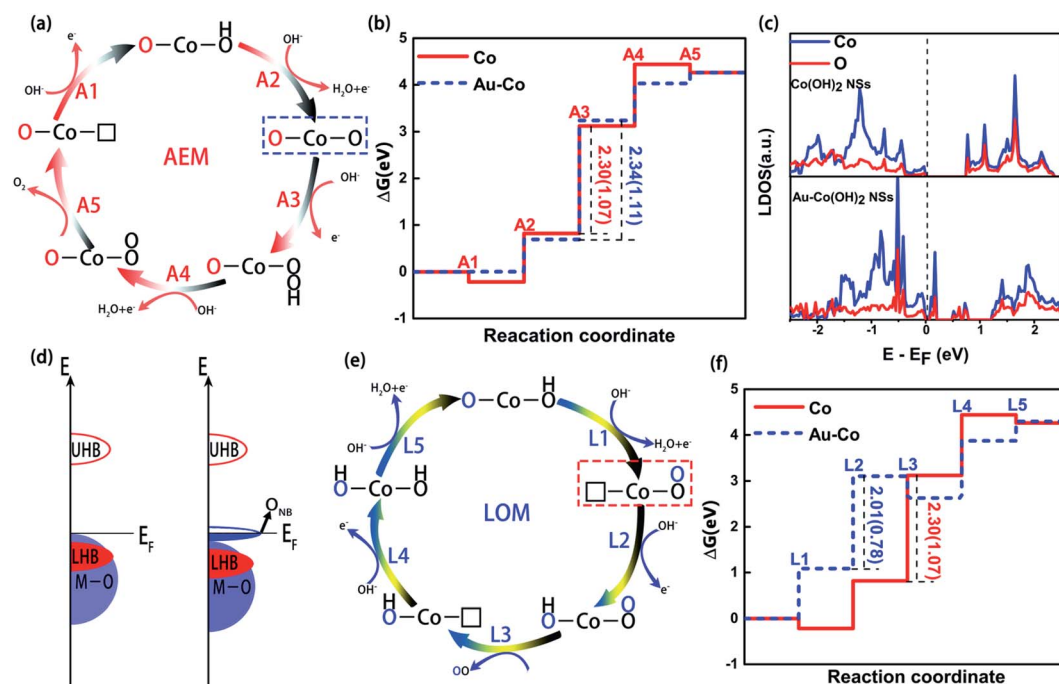 (a)
e⁻
OH⁻
A1
O-Co-OH
A2
OH⁻
H₂O+e⁻
O-Co-□
AEM
O-Co-O
A3
OH⁻
e⁻
O₂
A5
O-Co-O
O
A4
H₂O+e⁻
OH⁻
O-Co-O
O
H
(b)
Co
Au-Co
5
4
3
2
1
0
-1
ΔG(eV)
A1
A2
A3
A4
A5
2.30(1.07)
2.34(1.11)
Reacation coordinate
(c)
Co
O
Co(OH)₂ NSs
Au-Co(OH)₂ NSs
LDOS(a.u.)
-2
-1
0
1
2
E - E_F (eV)
(d)
E
UHB
E_F
LHB
M-O
E
UHB
O_NB
E_F
LHB
M-O
(e)
H₂O+e⁻
OH⁻
L5
O-Co-OH
L1
OH⁻
H₂O+e⁻
HO-Co-OH
LOM
□-Co-O
O
L2
OH⁻
e⁻
e⁻
L4
OH⁻
HO-Co-□
L3
OO
HO-Co-O
O
(f)
Co
Au-Co
5
4
3
2
1
0
-1
ΔG(eV)
L1
L2
L3
L4
L5
2.01(0.78)
2.30(1.07)
Reaction coordinate